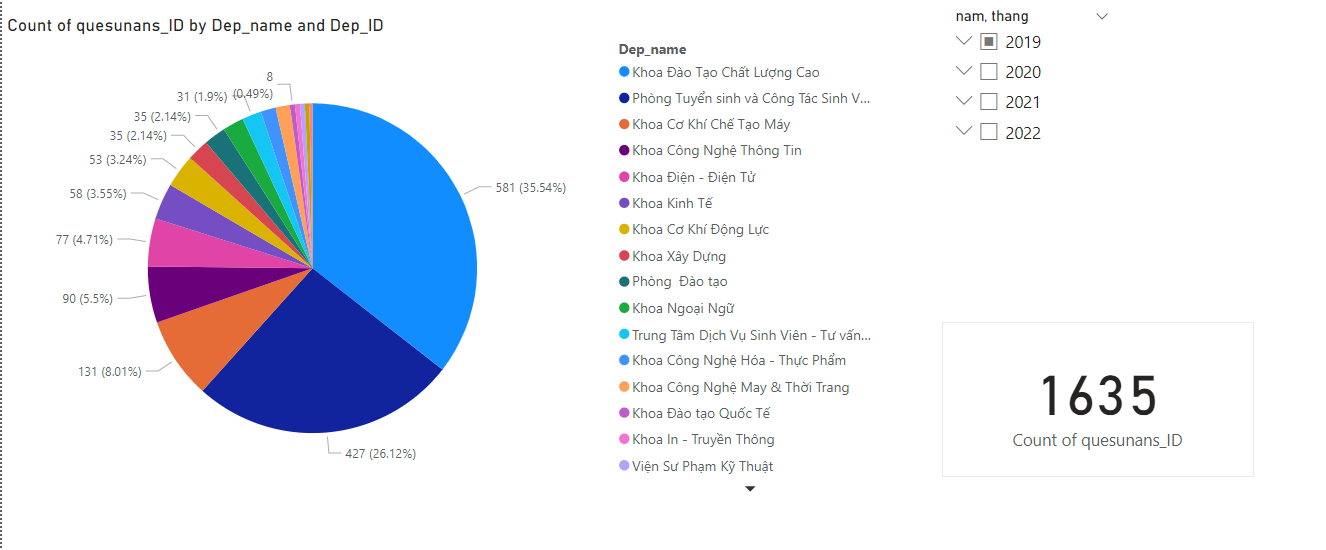 Count of quesunans_ID by Dep_name and Dep_ID
8
(0.49%)
31 (1.9%)
35 (2.14%)
35 (2.14%)
53 (3.24%)
58 (3.55%)
77 (4.71%)
90 (5.5%)
131 (8.01%)
427 (26.12%)
581 (35.54%)
Dep_name
Khoa Đào Tạo Chất Lượng Cao
Phòng Tuyển sinh và Công Tác Sinh V...
Khoa Cơ Khí Chế Tạo Máy
Khoa Công Nghệ Thông Tin
Khoa Điện - Điện Tử
Khoa Kinh Tế
Khoa Cơ Khí Động Lực
Khoa Xây Dựng
Phòng  Đào tạo
Khoa Ngoại Ngữ
Trung Tâm Dịch Vụ Sinh Viên - Tư vấn...
Khoa Công Nghệ Hóa - Thực Phẩm
Khoa Công Nghệ May & Thời Trang
Khoa Đào tạo Quốc Tế
Khoa In - Truyền Thông
Viện Sư Phạm Kỹ Thuật
nam, thang
2019
2020
2021
2022
1635
Count of quesunans_ID